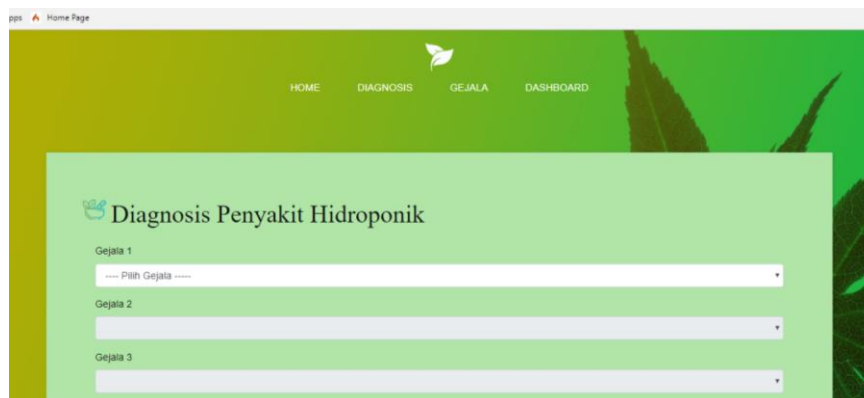 pps Home Page
HOME DIAGNOSIS GEJALA DASHBOARD
Diagnosis Penyakit Hidroponik
Gejala 1
---- Pilih Gejala -----
Gejala 2
Gejala 3